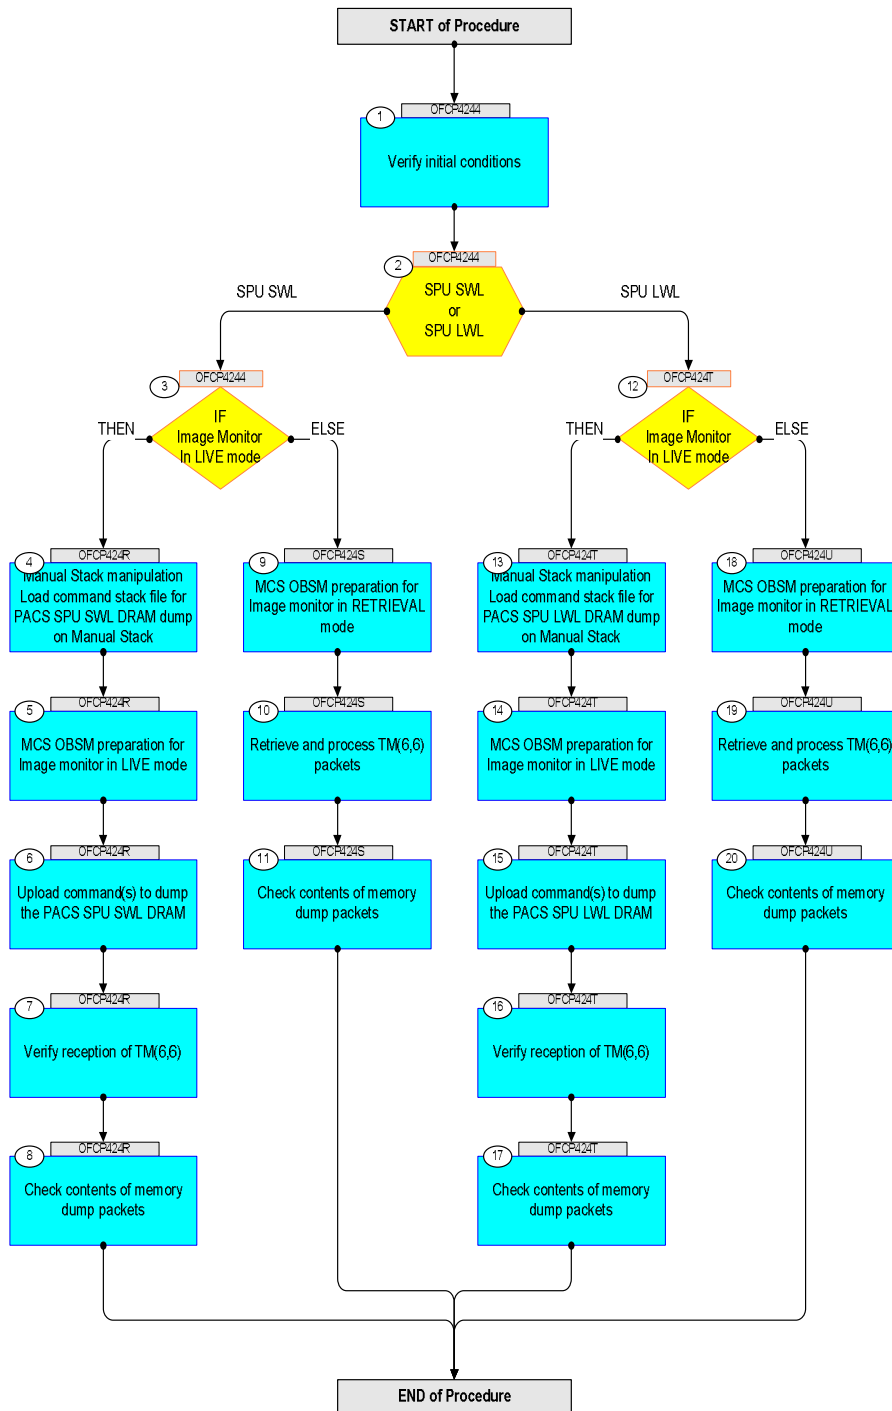 START of Procedure
OFCP4244
1
Verify initial conditions
OFCP4244
2
SPU SWL
or
SPU LWL
SPU SWL
SPU LWL
OFCP4244
3
IF
Image Monitor
In LIVE mode
THEN
ELSE
OFCP424T
12
IF
Image Monitor
In LIVE mode
THEN
ELSE
OFCP424R
4
Manual Stack manipulation
Load command stack file for
PACS SPU SWL DRAM dump
on Manual Stack
OFCP424S
9
MCS OBSM preparation for
Image monitor in RETRIEVAL
mode
OFCP424T
13
Manual Stack manipulation
Load command stack file for
PACS SPU LWL DRAM dump
on Manual Stack
OFCP424U
18
MCS OBSM preparation for
Image monitor in RETRIEVAL
mode
OFCP424R
5
MCS OBSM preparation for
Image monitor in LIVE mode
OFCP424S
10
Retrieve and process TM(6,6)
packets
OFCP424T
14
MCS OBSM preparation for
Image monitor in LIVE mode
OFCP424U
19
Retrieve and process TM(6,6)
packets
OFCP424R
6
Upload command(s) to dump
the PACS SPU SWL DRAM
OFCP424S
11
Check contents of memory
dump packets
OFCP424T
15
Upload command(s) to dump
the PACS SPU LWL DRAM
OFCP424U
20
Check contents of memory
dump packets
OFCP424R
7
Verify reception of TM(6,6)
OFCP424T
16
Verify reception of TM(6,6)
OFCP424R
8
Check contents of memory
dump packets
OFCP424T
17
Check contents of memory
dump packets
END of Procedure